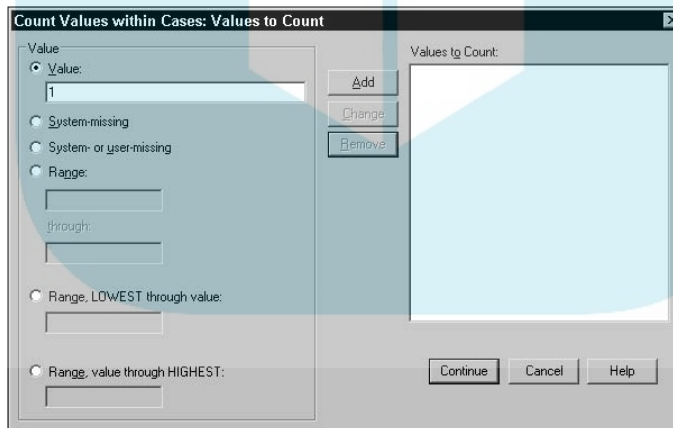 Count Values within Cases: Values to Count
Value
Value:
1
System-missing
System- or user-missing
Range:
through:
Range, LOWEST through value:
Range, value through HIGHEST:
Add
Change
Remove
Values to Count:
Continue
Cancel
Help